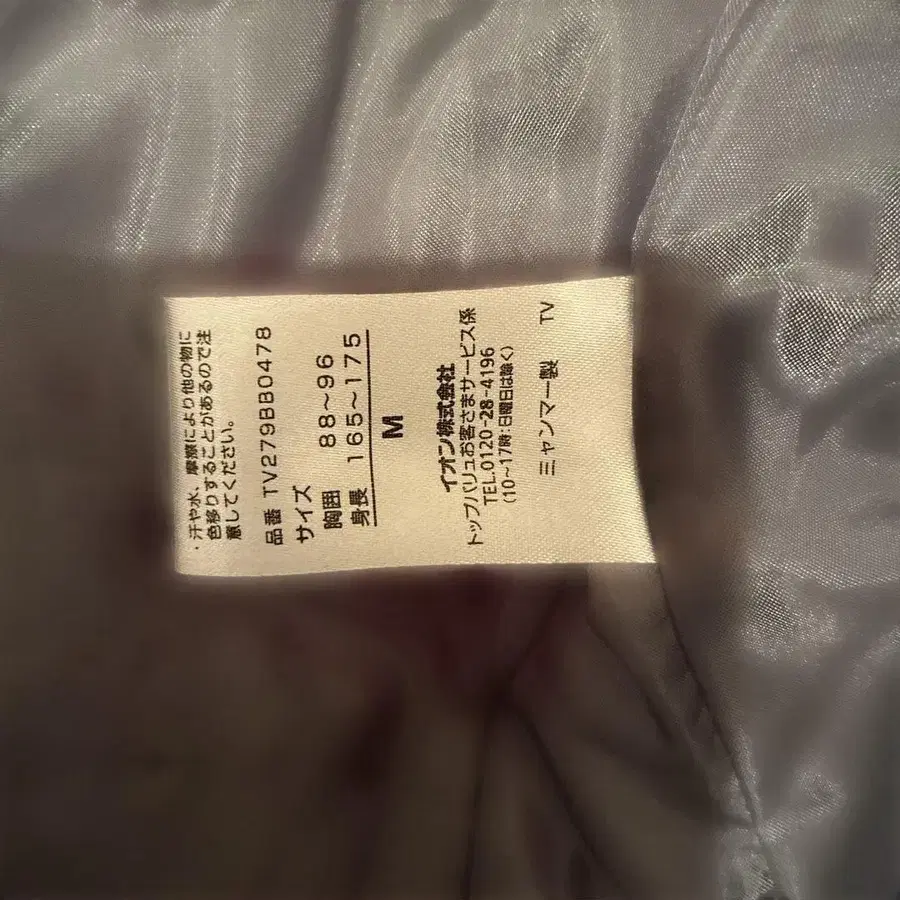 ・汗や水、摩擦により他の物に
色移りすることがあるので注
意してください。
品番 TV279BB0478
サイズ
胸囲 88～96
身長 165～175
M
イオン株式会社
トップバリュお客さまサービス係
TEL.0120-28-4196
(10～17時:日曜日は除く)
ミャンマー製 TV